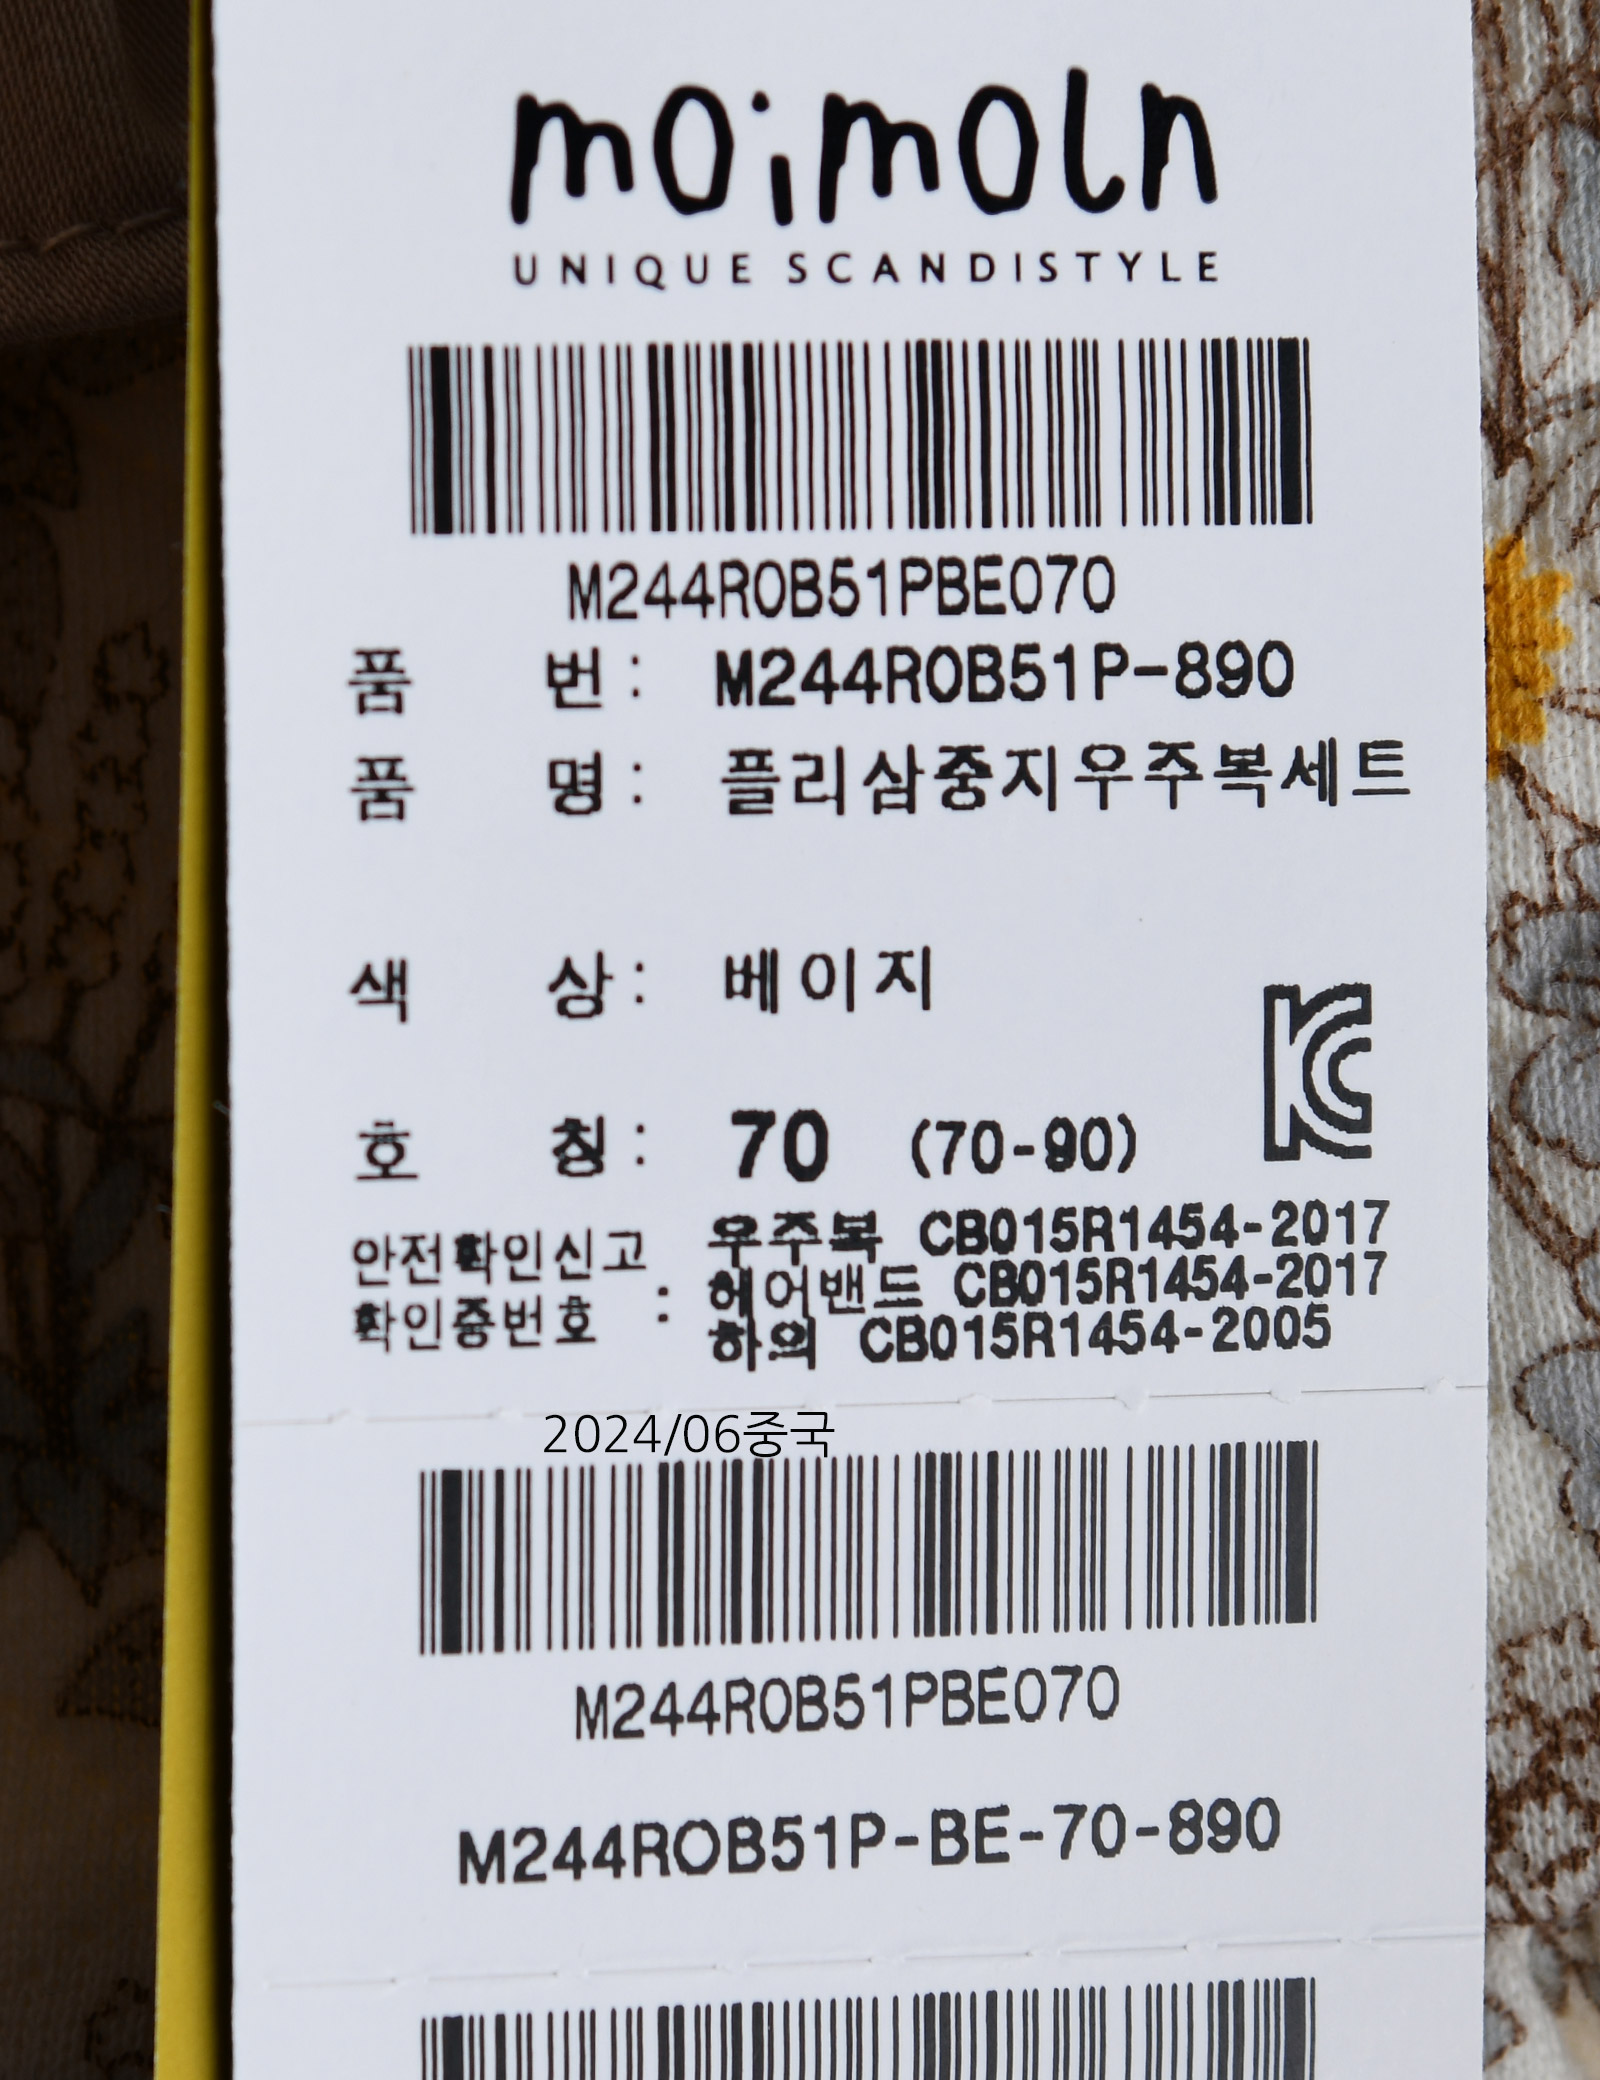 moimoln
UNIQUE SCANDISTYLE
M244ROB51PBE070
품 번 : M244ROB51P-890
품 명 : 플리삼중지우주복세트
색 상 : 베이지
호 칭 : 70 (70-90)
안전확인신고 확인증번호 : 우주복 CB015R1454-2017
헤어밴드 CB015R1454-2017
하의 CB015R1454-2005
2024/06중국
M244ROB51PBE070
M244ROB51P-BE-70-890